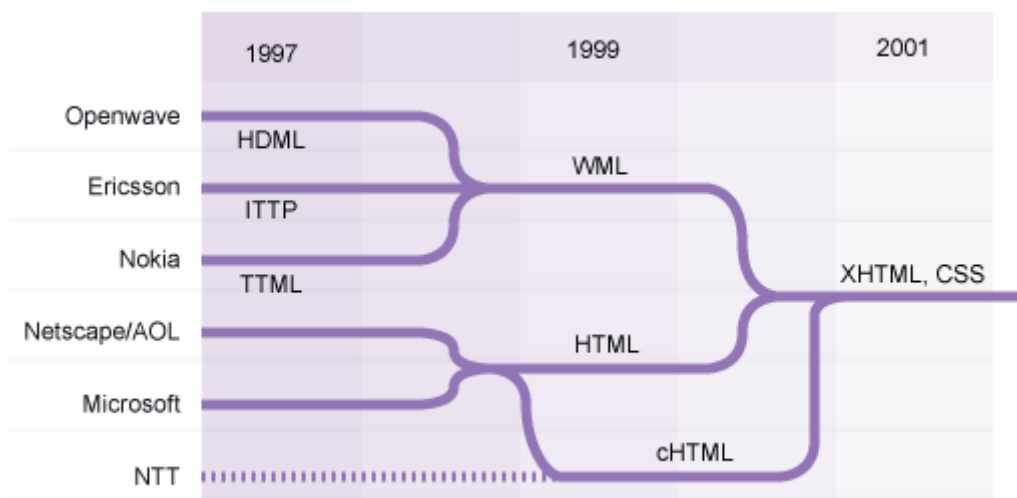 1997 1999 2001
Openwave
HDML
Ericsson
WML
ITTP
Nokia
TTML
XHTML, CSS
Netscape/AOL
HTML
Microsoft
cHTML
NTT